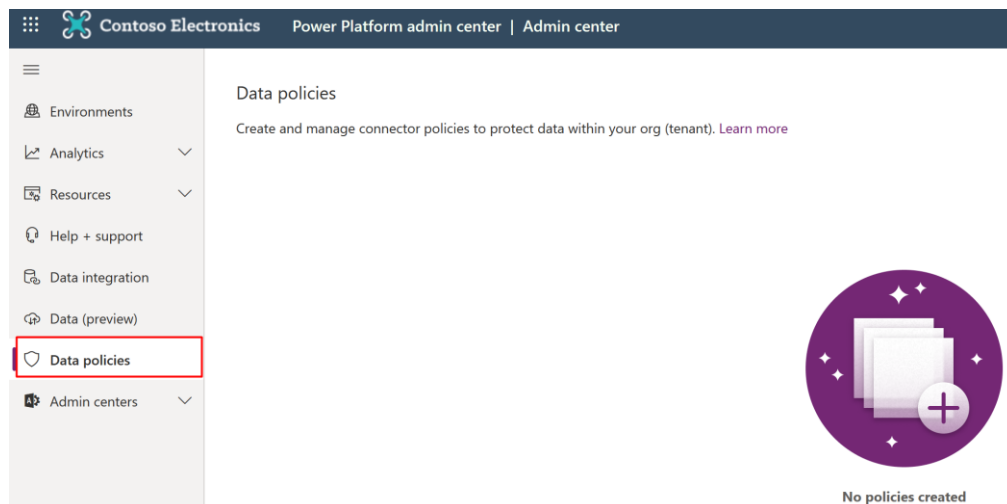 Contoso Electronics Power Platform admin center | Admin center
Environments
Analytics
Resources
Help + support
Data integration
Data (preview)
Data policies
Admin centers
Data policies
Create and manage connector policies to protect data within your org (tenant). Learn more
No policies created